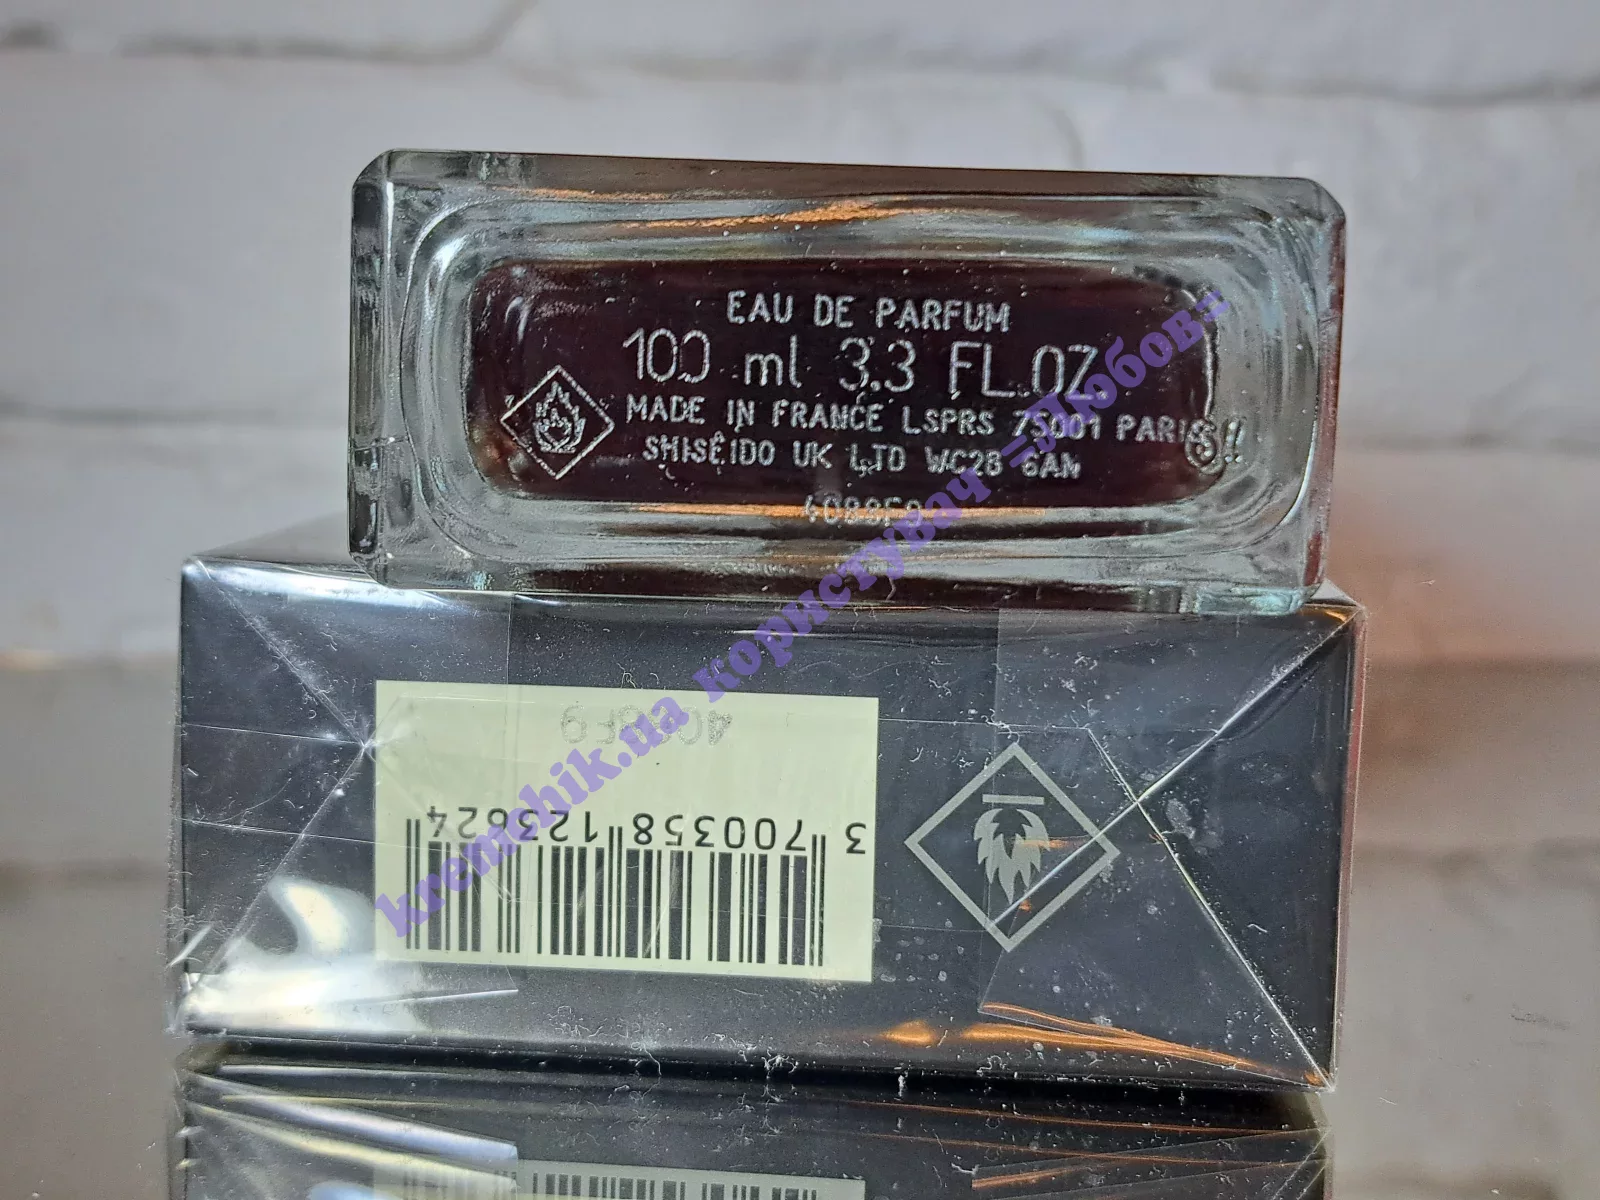 EAU DE PARFUM
100 ml 3.3 FL.OZ.
MADE IN FRANCE LSPRS 75001 PARIS
SHISEIDO UK LTD WC2B 6AN
4088F9
3 700358 123624
kremchik.ua користувач =Любов=